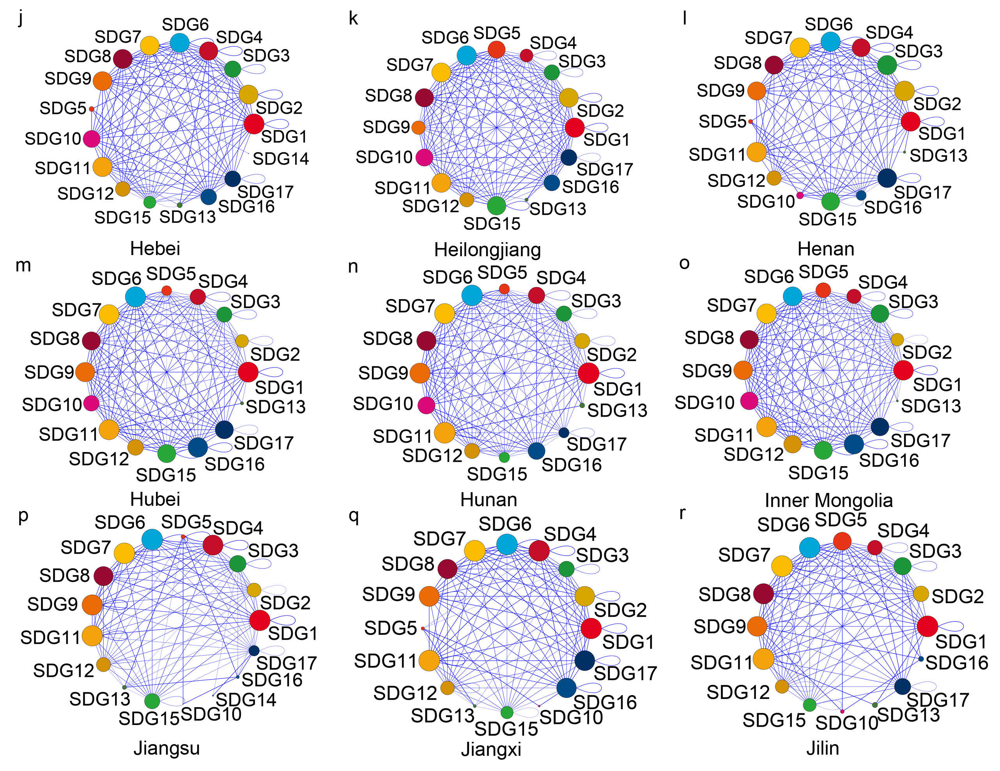 j
SDG6
SDG7
SDG4
SDG8
SDG3
SDG9
SDG5
SDG2
SDG10
SDG1
SDG14
SDG11
SDG12
SDG17
SDG16
SDG15
SDG13
Hebei
k
SDG6
SDG5
SDG4
SDG7
SDG3
SDG8
SDG2
SDG9
SDG1
SDG10
SDG17
SDG11
SDG16
SDG12
SDG13
SDG15
Heilongjiang
l
SDG6
SDG7
SDG4
SDG8
SDG3
SDG9
SDG2
SDG5
SDG1
SDG11
SDG13
SDG12
SDG17
SDG10
SDG16
SDG15
Henan
m
SDG6
SDG5
SDG4
SDG7
SDG3
SDG8
SDG2
SDG9
SDG1
SDG10
SDG13
SDG11
SDG17
SDG12
SDG16
SDG15
Hubei
n
SDG6
SDG5
SDG4
SDG7
SDG3
SDG8
SDG2
SDG9
SDG1
SDG10
SDG13
SDG11
SDG17
SDG12
SDG16
SDG15
Hunan
o
SDG6
SDG5
SDG4
SDG7
SDG3
SDG8
SDG2
SDG9
SDG1
SDG10
SDG13
SDG11
SDG17
SDG12
SDG16
SDG15
Inner Mongolia
p
SDG6
SDG5
SDG4
SDG7
SDG3
SDG8
SDG9
SDG2
SDG11
SDG1
SDG12
SDG17
SDG16
SDG13
SDG14
SDG15
SDG10
Jiangsu
q
SDG6
SDG7
SDG4
SDG8
SDG3
SDG9
SDG2
SDG5
SDG1
SDG11
SDG17
SDG12
SDG16
SDG13
SDG10
SDG15
Jiangxi
r
SDG6
SDG5
SDG4
SDG7
SDG3
SDG8
SDG2
SDG9
SDG1
SDG11
SDG16
SDG12
SDG17
SDG15
SDG10
SDG13
Jilin